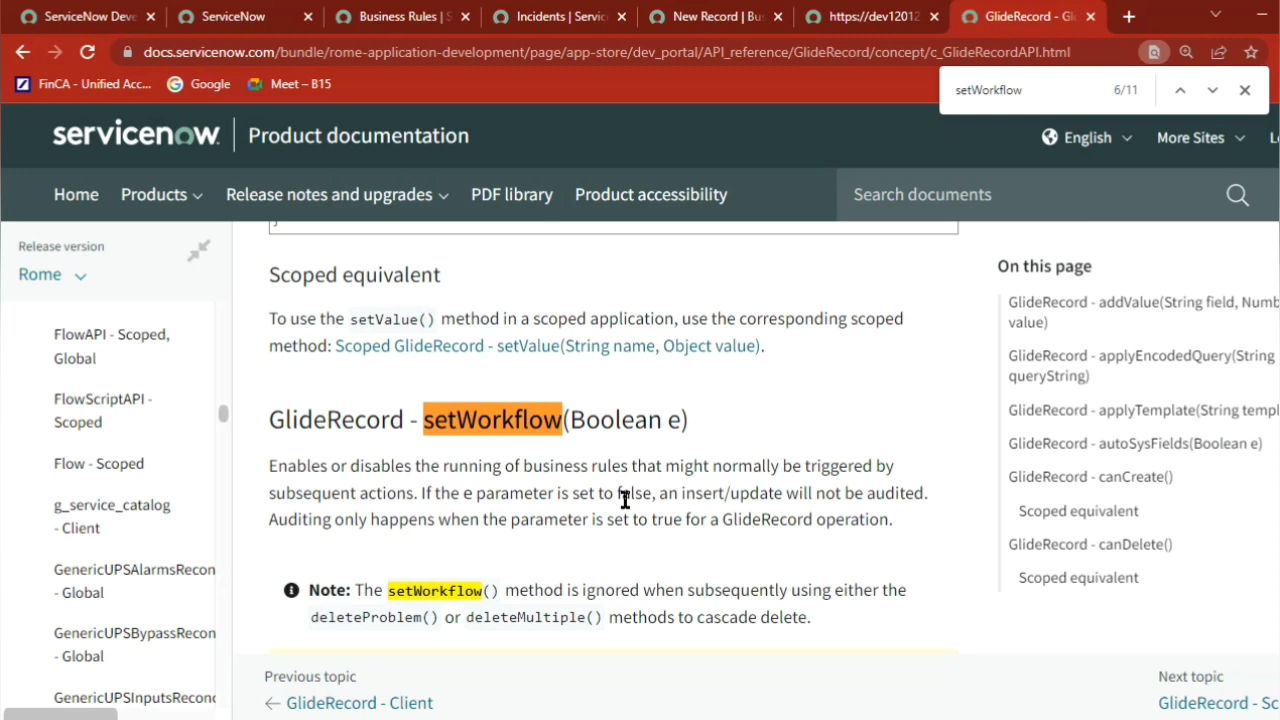 ServiceNow Deve
ServiceNow
Business Rules | S
Incidents | Servic
New Record | Bu
https://dev12012
GlideRecord - Gl
docs.servicenow.com/bundle/rome-application-development/page/app-store/dev_portal/API_reference/GlideRecord/concept/c_GlideRecordAPI.html
FinCA - Unified Acc...
Google
Meet – B15
setWorkflow
6/11
servicenow
Product documentation
English
More Sites
L
Home
Products
Release notes and upgrades
PDF library
Product accessibility
Search documents
Release version
Rome
FlowAPI - Scoped,
Global
FlowScriptAPI -
Scoped
Flow - Scoped
g_service_catalog
- Client
GenericUPSAlarmsRecon
- Global
GenericUPSBypassRecon
- Global
GenericUPSInputsReconc
}
Scoped equivalent
To use the setValue() method in a scoped application, use the corresponding scoped
method: Scoped GlideRecord - setValue(String name, Object value).
GlideRecord - setWorkflow(Boolean e)
Enables or disables the running of business rules that might normally be triggered by
subsequent actions. If the e parameter is set to false, an insert/update will not be audited.
Auditing only happens when the parameter is set to true for a GlideRecord operation.
Note: The setWorkflow() method is ignored when subsequently using either the
deleteProblem() or deleteMultiple() methods to cascade delete.
On this page
GlideRecord - addValue(String field, Numb
value)
GlideRecord - applyEncodedQuery(String
queryString)
GlideRecord - applyTemplate(String templ
GlideRecord - autoSysFields(Boolean e)
GlideRecord - canCreate()
Scoped equivalent
GlideRecord - canDelete()
Scoped equivalent
Previous topic
GlideRecord - Client
Next topic
GlideRecord - Sc